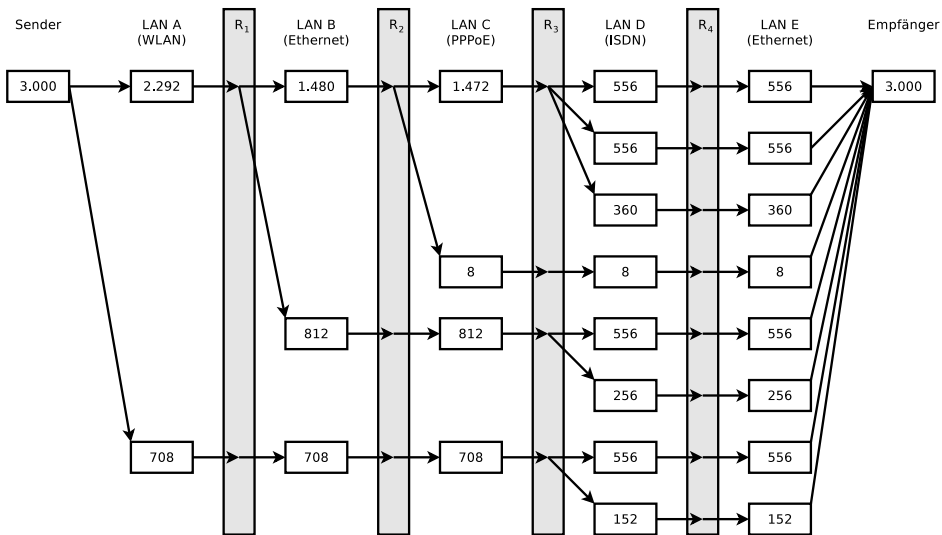 Sender LAN A R1 LAN B R2 LAN C R3 LAN D R4 LAN E Empfänger
(WLAN) (Ethernet) (PPPoE) (ISDN) (Ethernet)
3.000 2.292 1.480 1.472 556 556 3.000
556 556
360 360
8 8 8
812 812 556 556
256 256
708 708 708 556 556
152 152